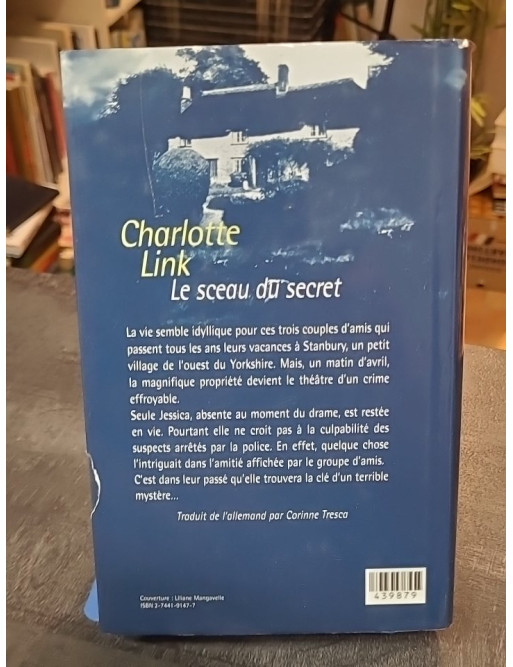 Charlotte
Link
Le sceau du secret
La vie semble idyllique pour ces trois couples d'amis qui
passent tous les ans leurs vacances à Stanbury, un petit
village de l'ouest du Yorkshire. Mais, un matin d'avril,
la magnifique propriété devient le théâtre d'un crime
effroyable.
Seule Jessica, absente au moment du drame, est restée
en vie. Pourtant elle ne croit pas à la culpabilité des
suspects arrêtés par la police. En effet, quelque chose
l'intriguait dans l'amitié affichée par le groupe d'amis.
C'est dans leur passé qu'elle trouvera la clé d'un terrible
mystère...
Traduit de l'allemand par Corinne Tresca
Couverture : Liliane Mangavelle
ISBN 2-7441-9147-7
439879